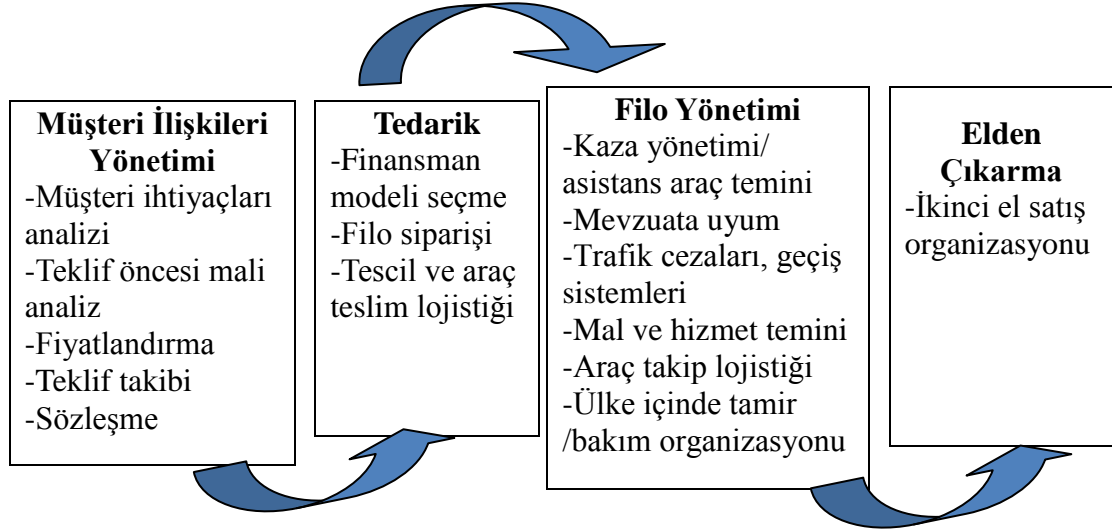 Müşteri İlişkileri
Yönetimi
-Müşteri ihtiyaçları
analizi
-Teklif öncesi mali
analiz
-Fiyatlandırma
-Teklif takibi
-Sözleşme
Tedarik
-Finansman
modeli seçme
-Filo siparişi
-Tescil ve araç
teslim lojistiği
Filo Yönetimi
-Kaza yönetimi/
asistans araç temini
-Mevzuata uyum
-Trafik cezaları, geçiş
sistemleri
-Mal ve hizmet temini
-Araç takip lojistiği
-Ülke içinde tamir
/bakım organizasyonu
Elden
Çıkarma
-İkinci el satış
organizasyonu